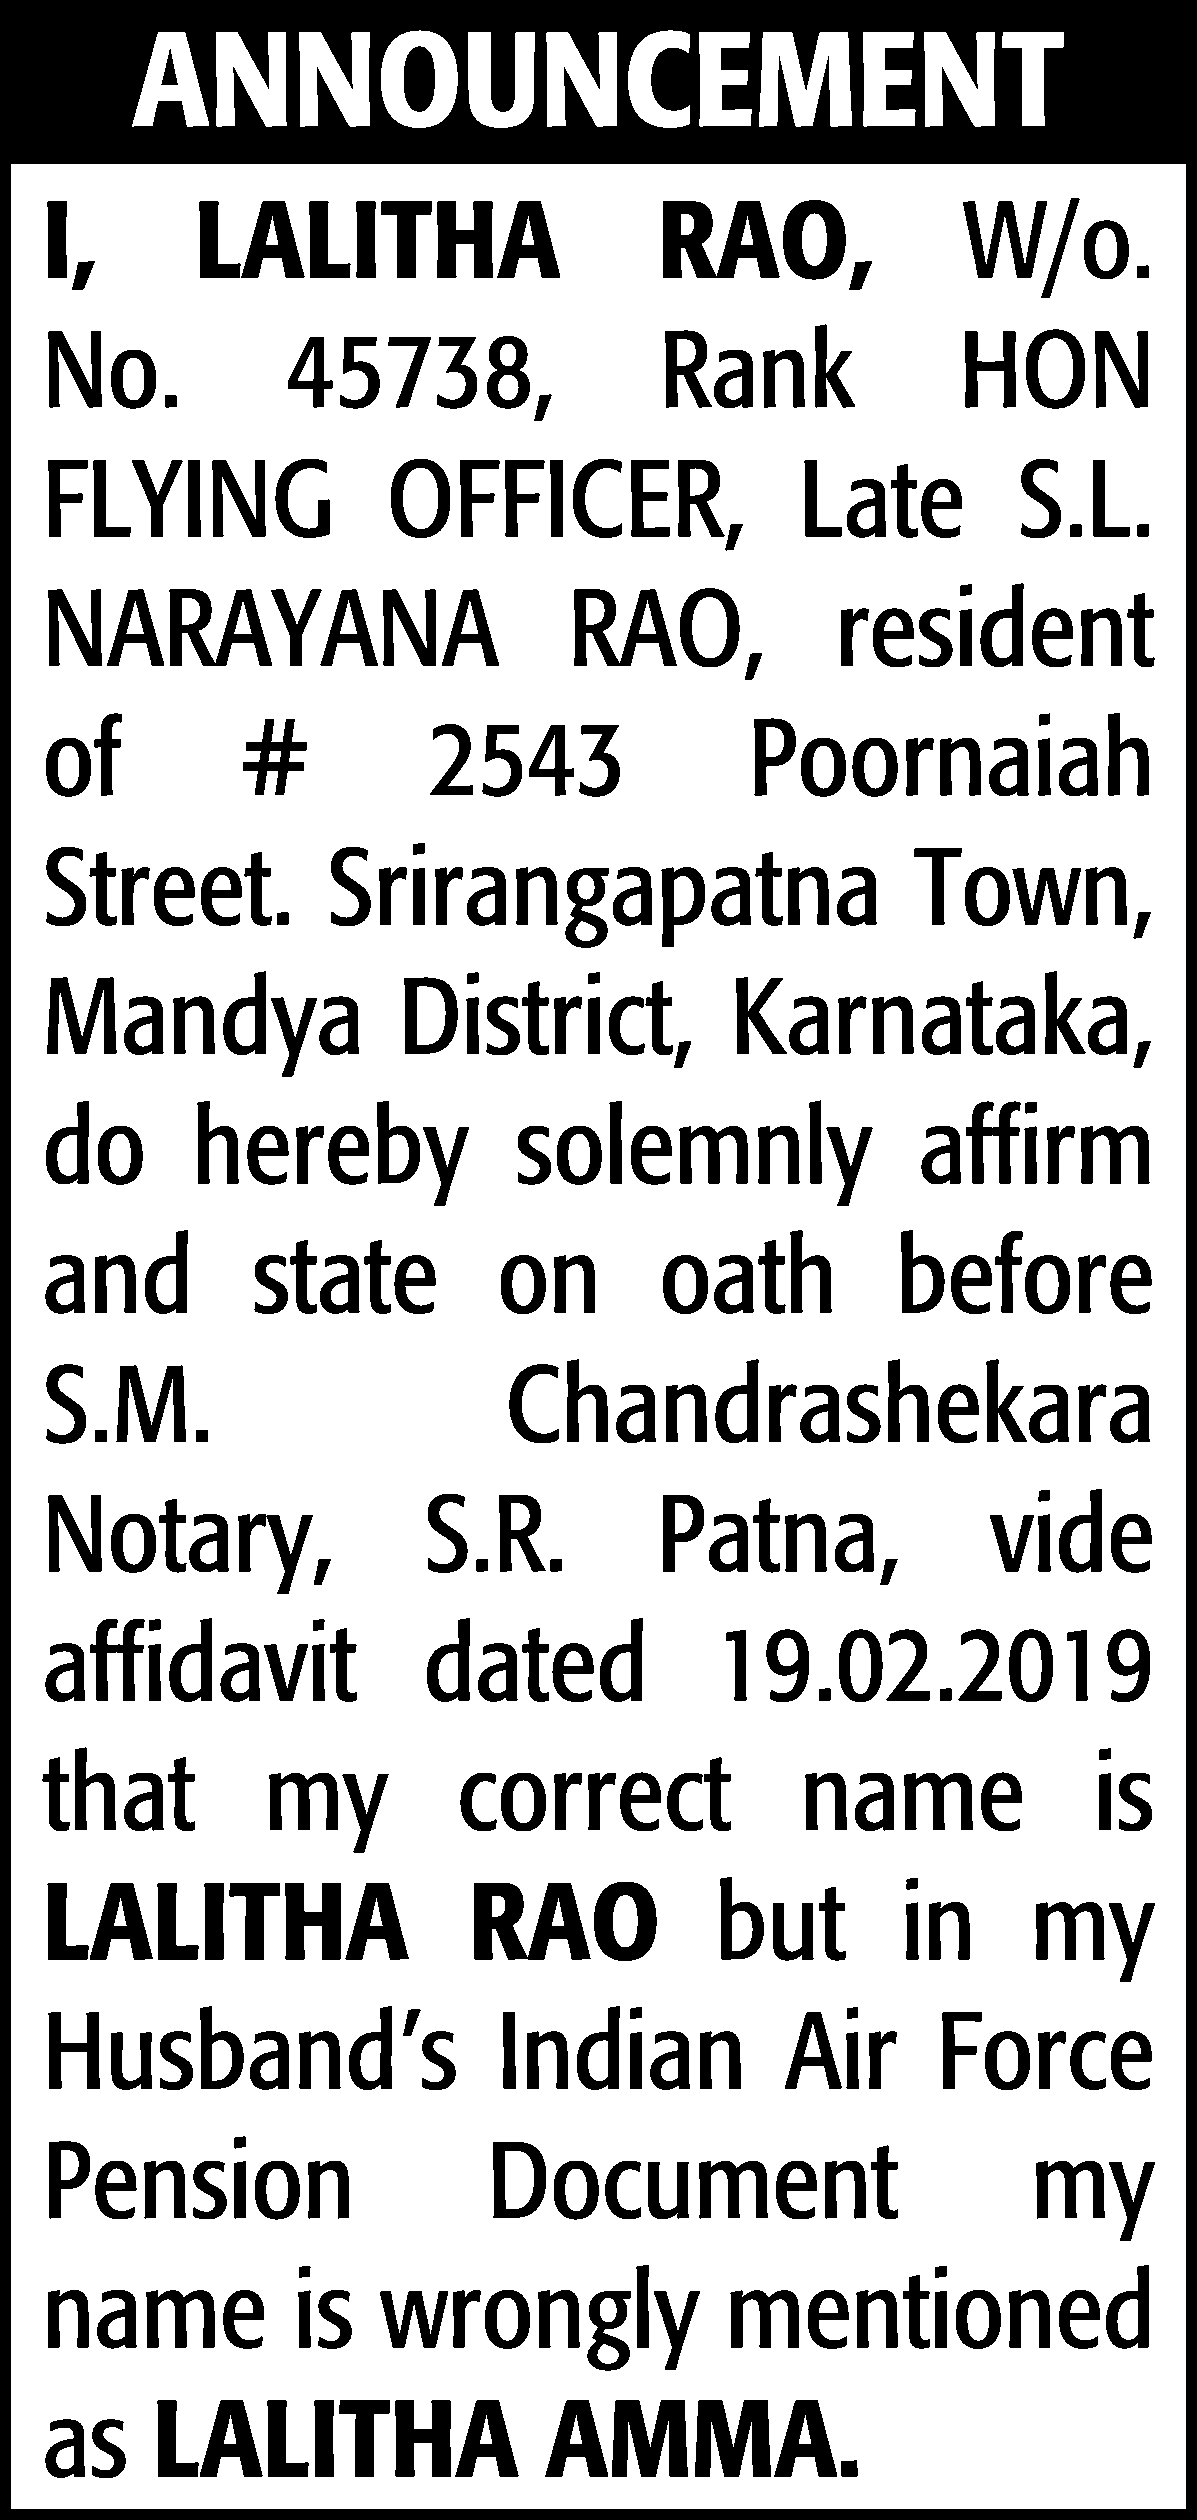 ANNOUNCEMENT
I, LALITHA RAO, W/o.
No. 45738, Rank HON
FLYING OFFICER, Late S.L.
NARAYANA RAO, resident
of # 2543 Poornaiah
Street. Srirangapatna Town,
Mandya District, Karnataka,
do hereby solemnly affirm
and state on oath before
S.M. Chandrashekara
Notary, S.R. Patna, vide
affidavit dated 19.02.2019
that my correct name is
LALITHA RAO but in my
Husband’s Indian Air Force
Pension Document my
name is wrongly mentioned
as LALITHA AMMA.